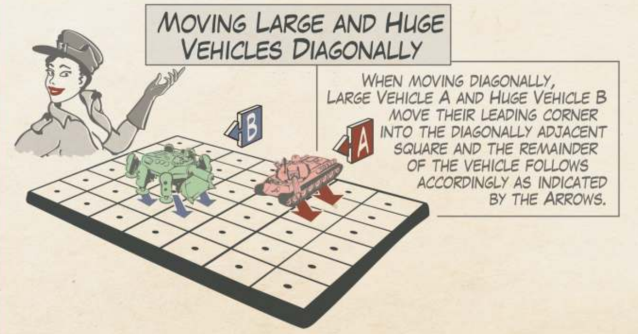 Moving Large and Huge
Vehicles Diagonally
When moving diagonally,
Large Vehicle A and Huge Vehicle B
move their leading corner
into the diagonally adjacent
square and the remainder
of the vehicle follows
accordingly as indicated
by the Arrows.
B
A